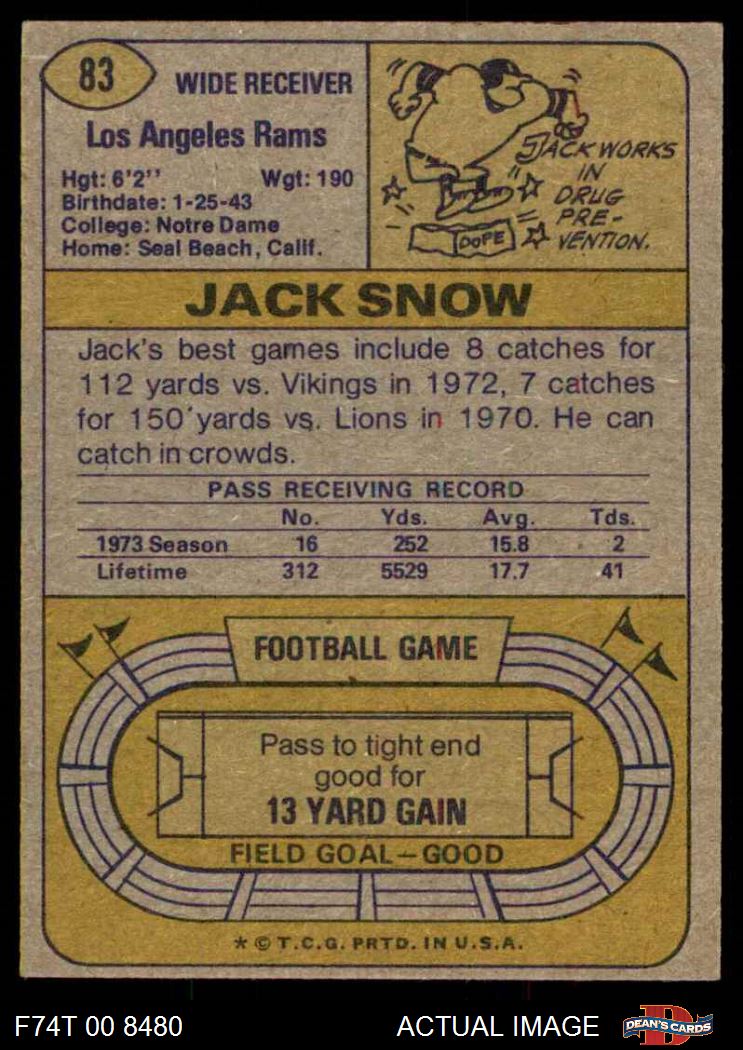 83
WIDE RECEIVER
Los Angeles Rams
Hgt: 6'2'' Wgt: 190
Birthdate: 1-25-43
College: Notre Dame
Home: Seal Beach, Calif.
JACK WORKS
IN
DRUG
PRE-
VENTION.
DOPE
JACK SNOW
Jack's best games include 8 catches for
112 yards vs. Vikings in 1972, 7 catches
for 150 yards vs. Lions in 1970. He can
catch in crowds.
PASS RECEIVING RECORD
No. Yds. Avg. Tds.
1973 Season 16 252 15.8 2
Lifetime 312 5529 17.7 41
FOOTBALL GAME
Pass to tight end
good for
13 YARD GAIN
FIELD GOAL—GOOD
* © T.C.G. PRTD. IN U.S.A.
F74T 00 8480 ACTUAL IMAGE
D
DEAN'S CARDS